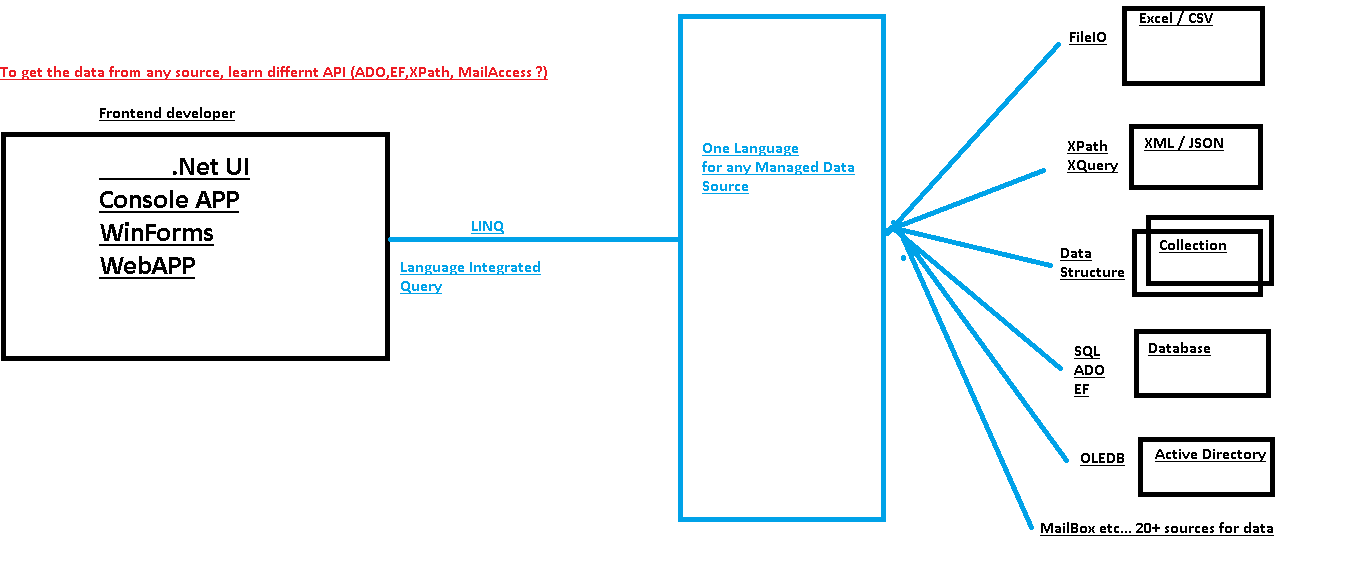 To get the data from any source, learn differnt API (ADO,EF,XPath, MailAccess ?)
Frontend developer
.Net UI
Console APP
WinForms
WebAPP
LINQ
Language Integrated
Query
One Language
for any Managed Data
Source
FileIO
Excel / CSV
XPath
XQuery
XML / JSON
Data
Structure
Collection
SQL
ADO
EF
Database
OLEDB
Active Directory
MailBox etc... 20+ sources for data